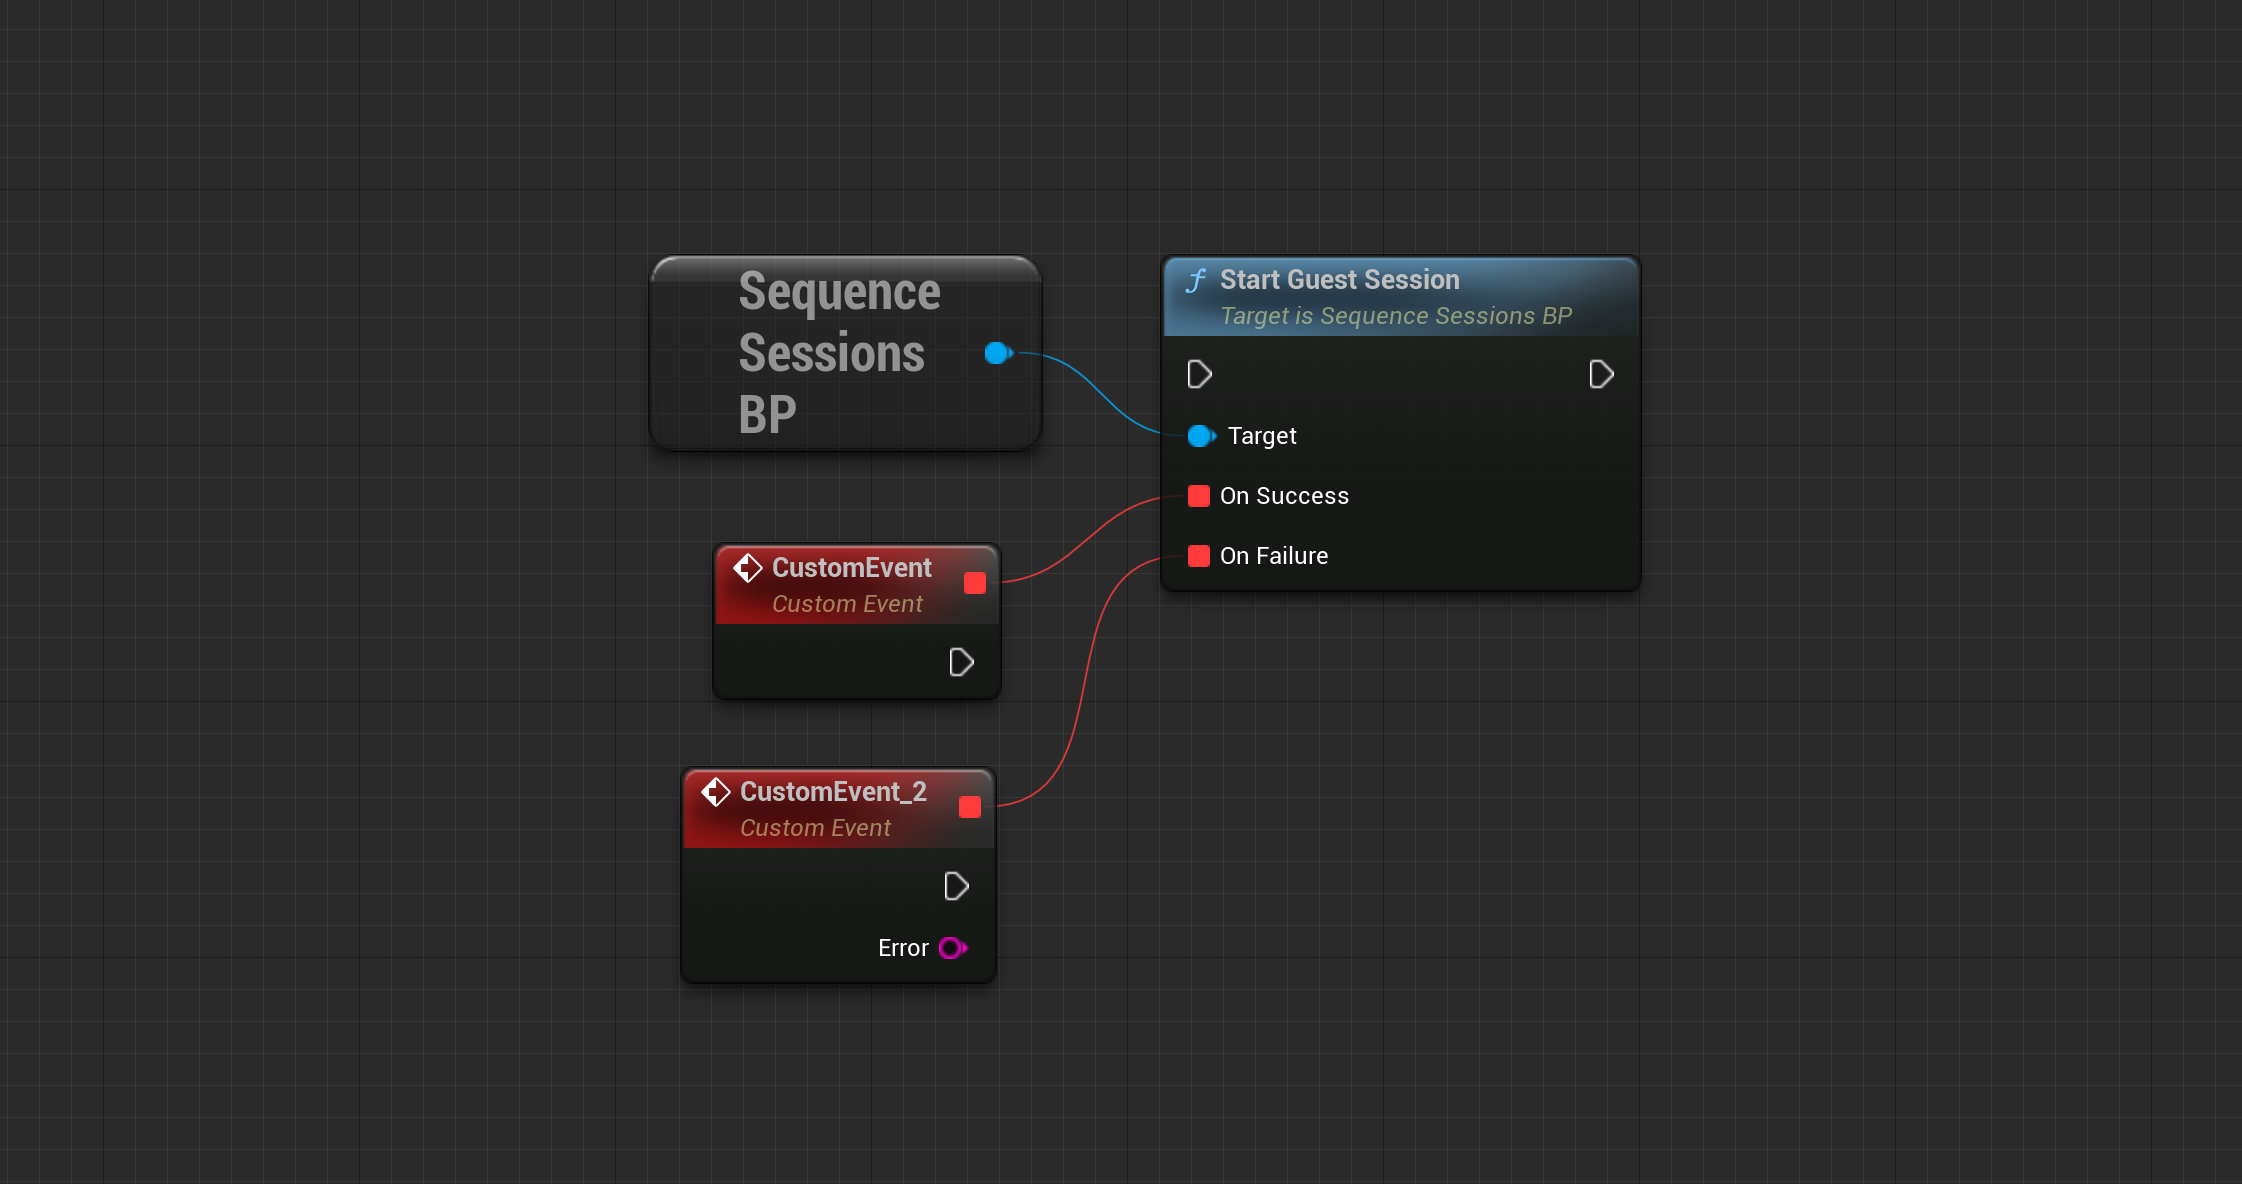 Sequence
Sessions
BP
Start Guest Session
Target is Sequence Sessions BP
Target
On Success
On Failure
CustomEvent
Custom Event
CustomEvent_2
Custom Event
Error